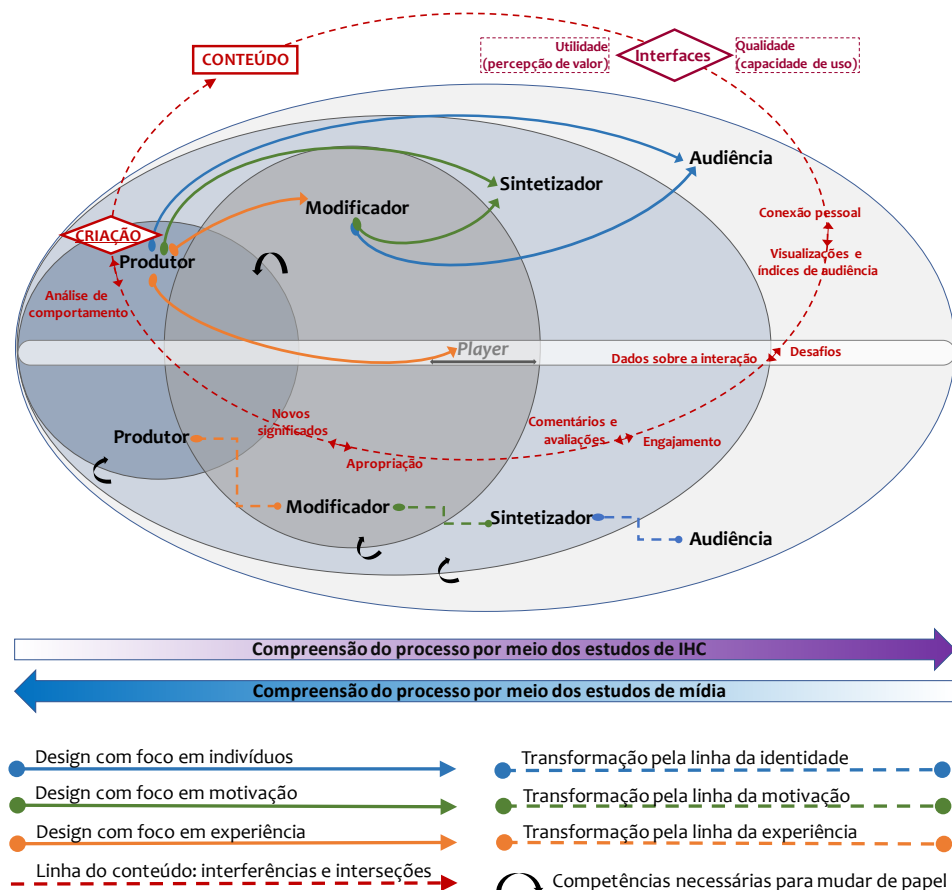 CONTEÚDO
Utilidade
(percepção de valor)
Interfaces
Qualidade
(capacidade de uso)
Audiência
Sintetizador
Modificador
Conexão pessoal
CRIAÇÃO
Produtor
Visualizações e
índices de audiência
Análise de
comportamento
Player
Dados sobre a interação
Desafios
Novos
significados
Comentários e
avaliações
Engajamento
Produtor
Apropriação
Modificador
Sintetizador
Audiência
Compreensão do processo por meio dos estudos de IHC
Compreensão do processo por meio dos estudos de mídia
Design com foco em indivíduos
Transformação pela linha da identidade
Design com foco em motivação
Transformação pela linha da motivação
Design com foco em experiência
Transformação pela linha da experiência
Linha do conteúdo: interferências e interseções
Competências necessárias para mudar de papel